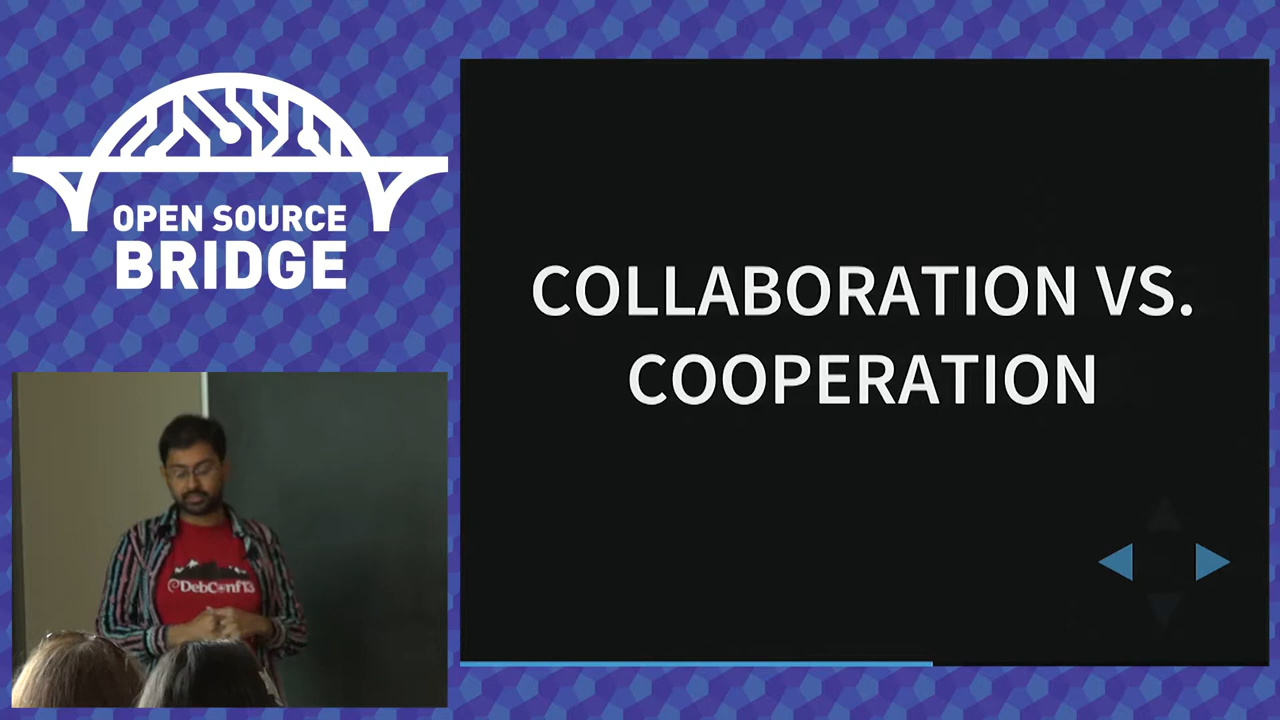 OPEN SOURCE
BRIDGE
COLLABORATION VS.
COOPERATION
@DebConf13